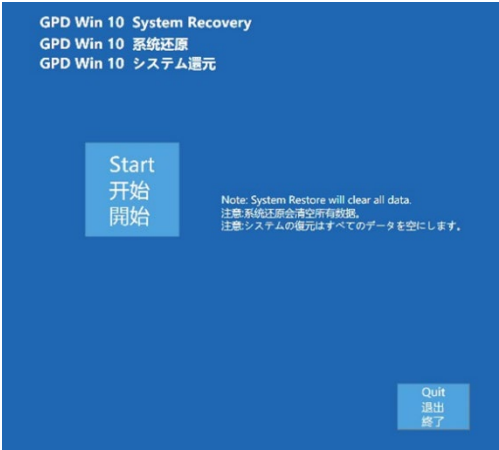 GPD Win 10 System Recovery
GPD Win 10 系统还原
GPD Win 10 システム還元
Start
开始
開始
Note: System Restore will clear all data.
注意:系统还原会清空所有数据。
注意:システムの復元はすべてのデータを空にします。
Quit
退出
終了